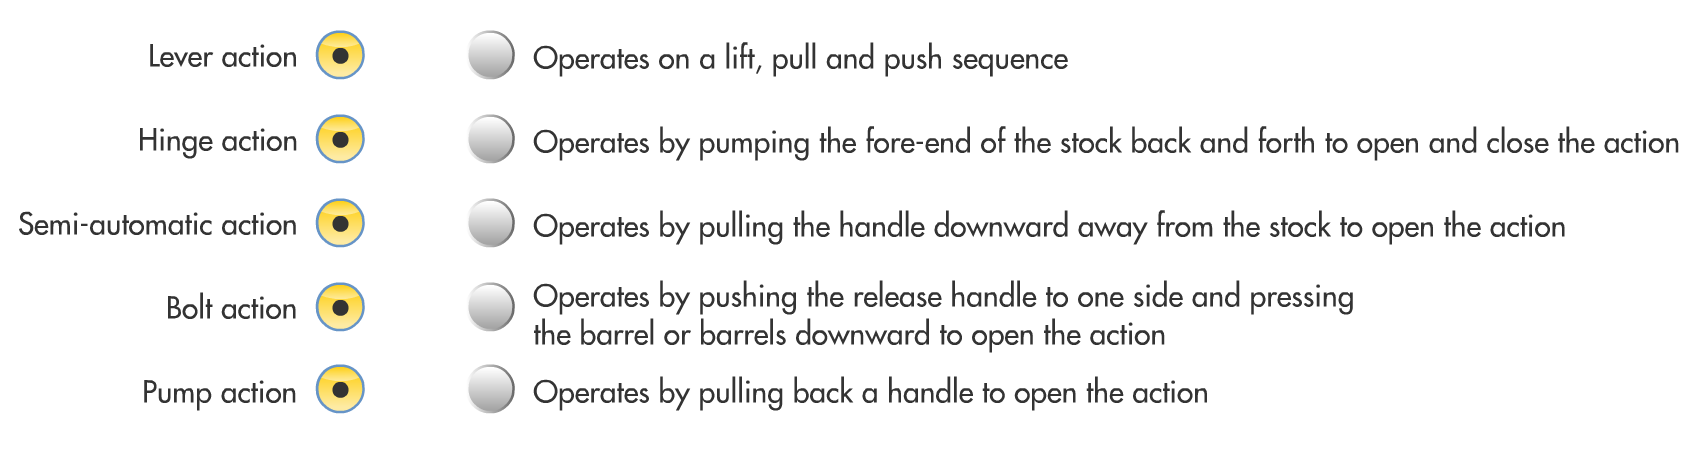 Lever action
Operates on a lift, pull and push sequence
Hinge action
Operates by pumping the fore-end of the stock back and forth to open and close the action
Semi-automatic action
Operates by pulling the handle downward away from the stock to open the action
Bolt action
Operates by pushing the release handle to one side and pressing
the barrel or barrels downward to open the action
Pump action
Operates by pulling back a handle to open the action